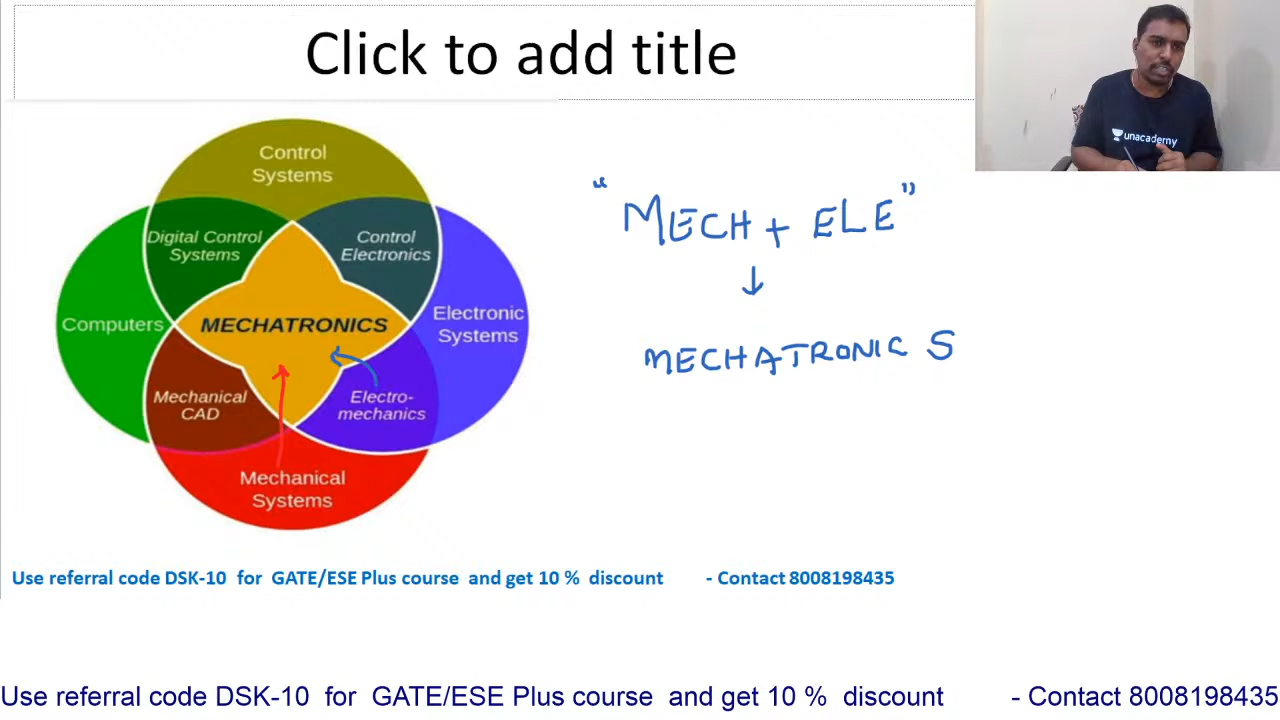 Click to add title
unacademy
Control
Systems
Digital Control
Systems
Control
Electronics
Computers
MECHATRONICS
Electronic
Systems
Mechanical
CAD
Electro-
mechanics
Mechanical
Systems
"MECH + ELE"
↓
MECHATRONICS
Use referral code DSK-10 for GATE/ESE Plus course and get 10 % discount - Contact 8008198435
Use referral code DSK-10 for GATE/ESE Plus course and get 10 % discount - Contact 8008198435